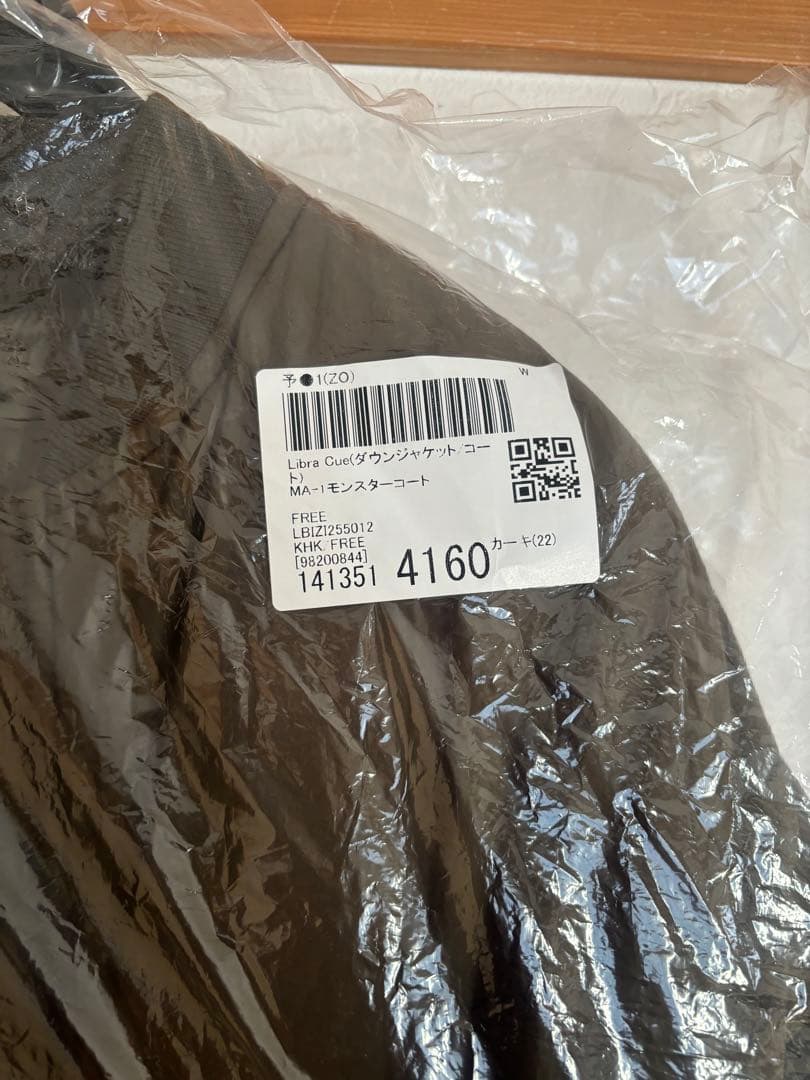 予●1(ZO)
W
Libra Cue(ダウンジャケット/コー
ト)
MA-1モンスターコート
FREE
LBIZI255012
KHK/FREE
[98200844]
141351 4160 カーキ(22)